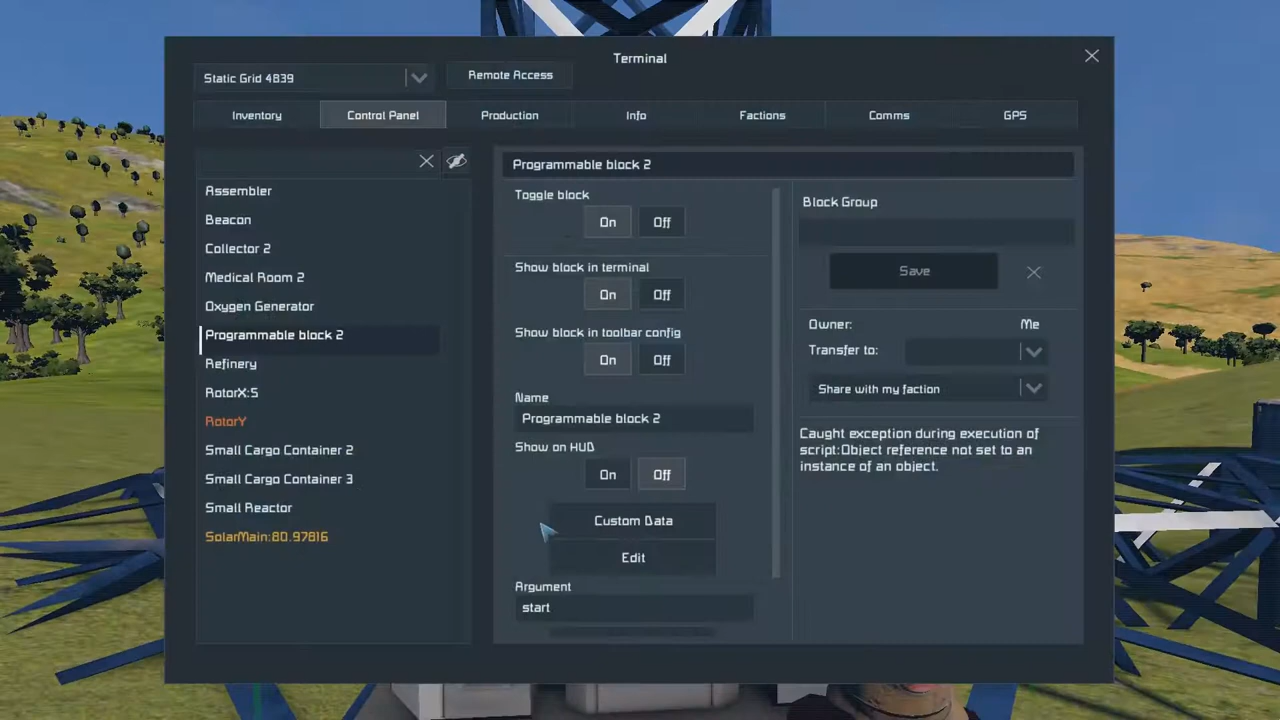 Terminal
Static Grid 4839
Remote Access
Inventory
Control Panel
Production
Info
Factions
Comms
GPS
Assembler
Beacon
Collector 2
Medical Room 2
Oxygen Generator
Programmable block 2
Refinery
RotorX:5
RotorY
Small Cargo Container 2
Small Cargo Container 3
Small Reactor
SolarMain:80.97816
Programmable block 2
Toggle block
On Off
Show block in terminal
On Off
Show block in toolbar config
On Off
Name
Programmable block 2
Show on HUD
On Off
Custom Data
Edit
Argument
start
Block Group
Save
Owner: Me
Transfer to:
Share with my faction
Caught exception during execution of
script:Object reference not set to an
instance of an object.